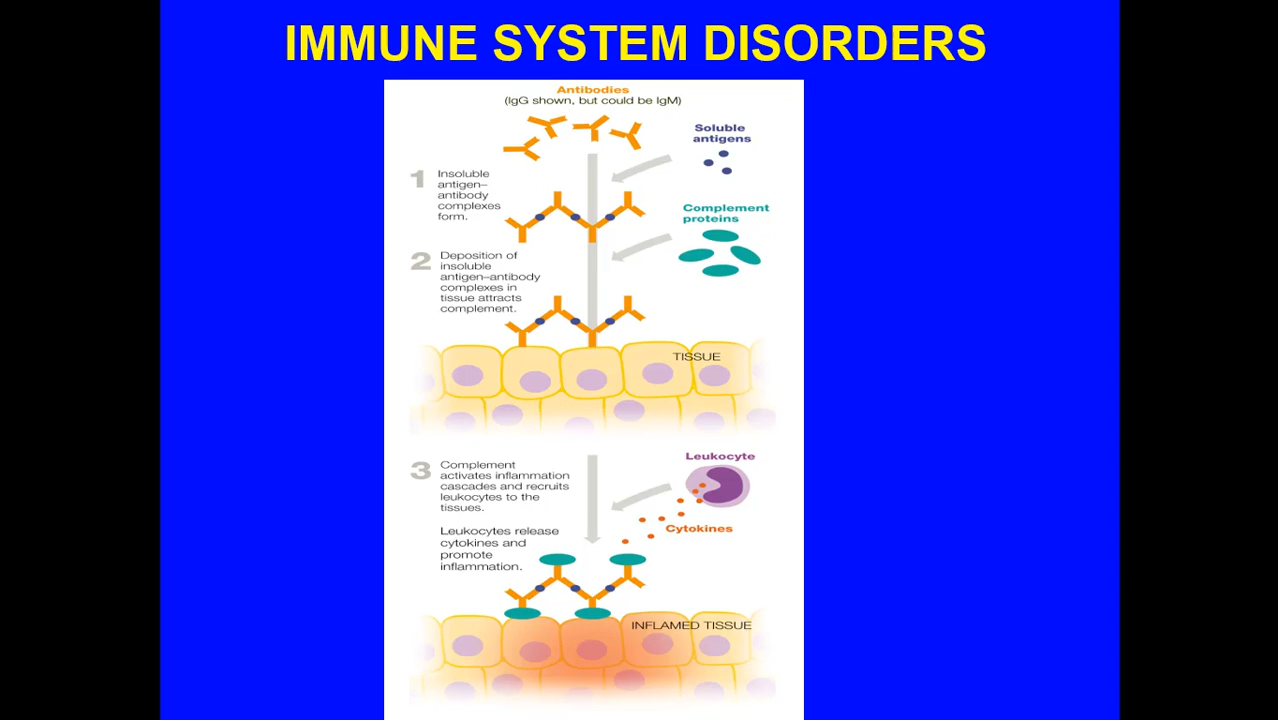 IMMUNE SYSTEM DISORDERS
Antibodies
(IgG shown, but could be IgM)
Soluble
antigens
1
Insoluble
antigen–
antibody
complexes
form.
Complement
proteins
2
Deposition of
insoluble
antigen–antibody
complexes in
tissue attracts
complement.
TISSUE
Leukocyte
3
Complement
activates inflammation
cascades and recruits
leukocytes to the
tissues.
Cytokines
Leukocytes release
cytokines and
promote
inflammation.
INFLAMED TISSUE